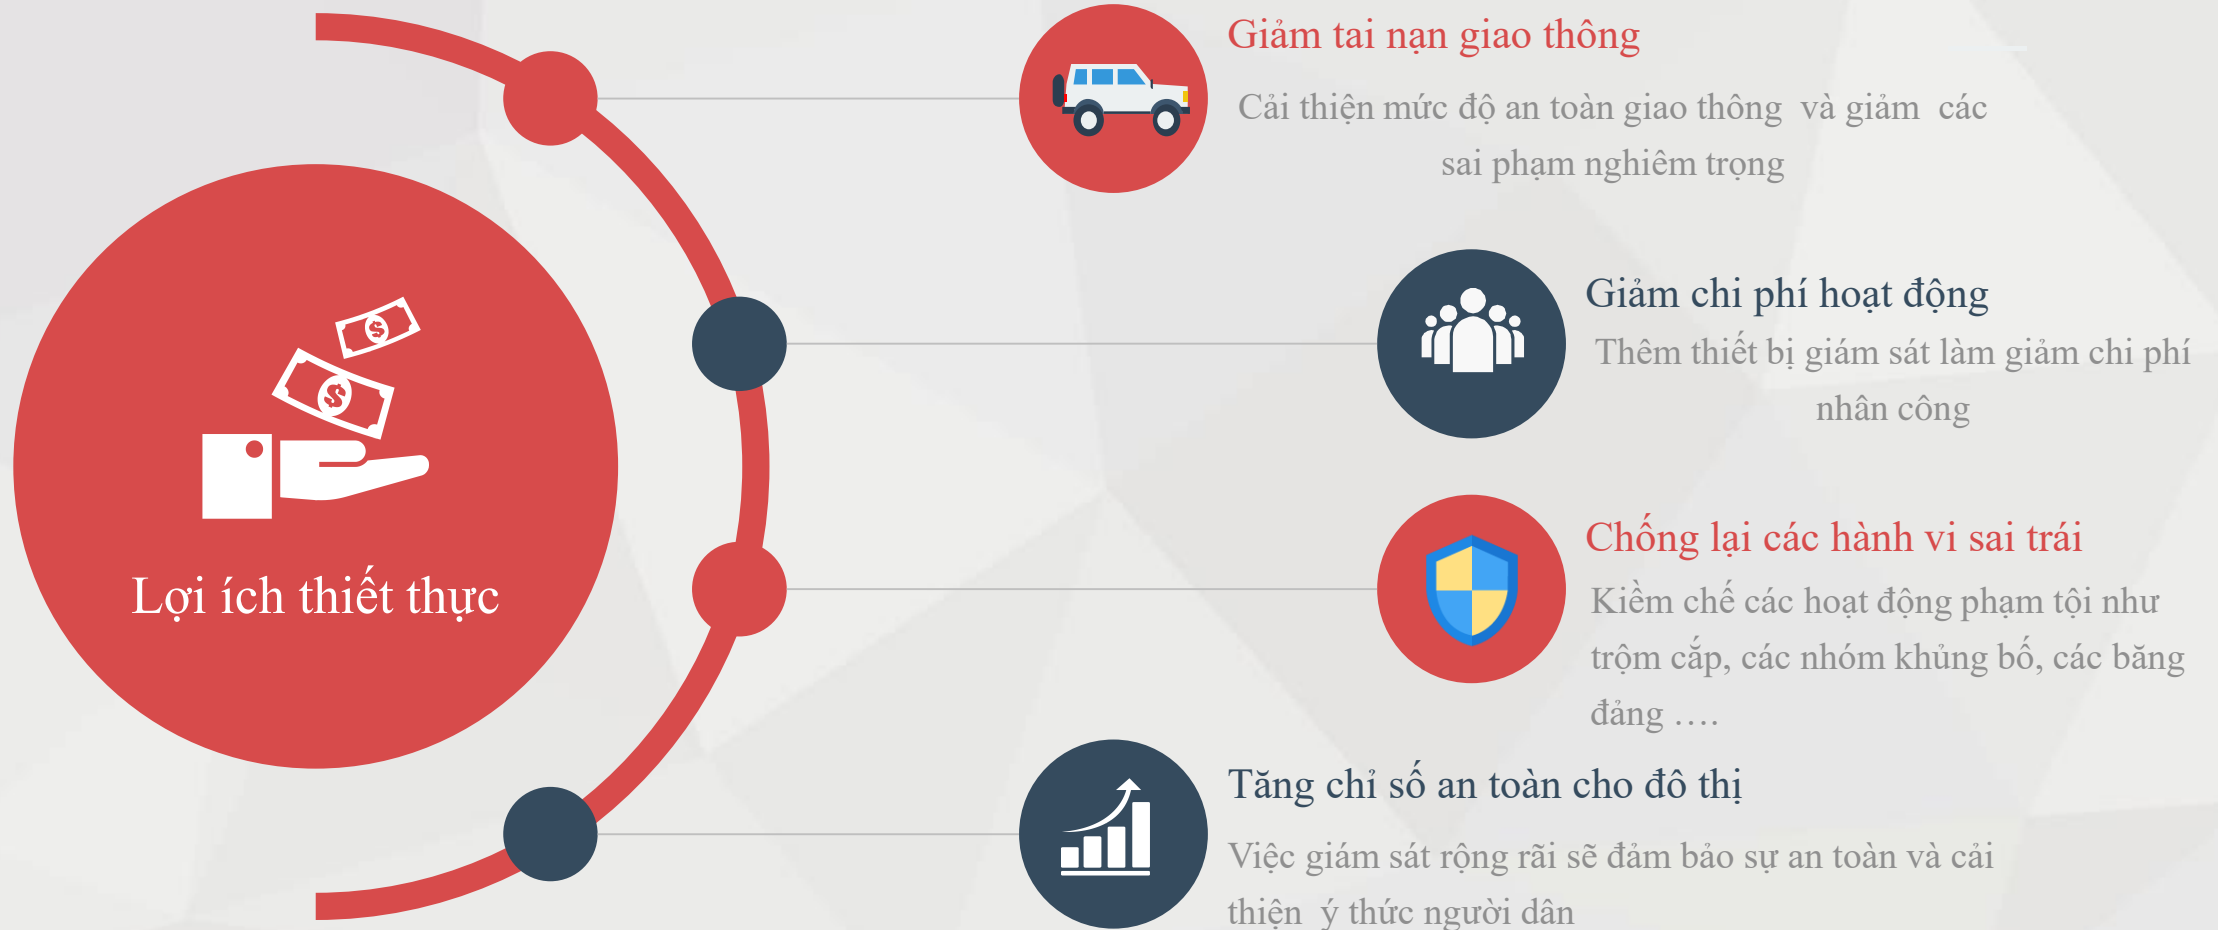 Lợi ích thiết thực
Giảm tai nạn giao thông
Cải thiện mức độ an toàn giao thông và giảm các
sai phạm nghiêm trọng
Giảm chi phí hoạt động
Thêm thiết bị giám sát làm giảm chi phí
nhân công
Chống lại các hành vi sai trái
Kiềm chế các hoạt động phạm tội như
trộm cắp, các nhóm khủng bố, các băng
đảng ….
Tăng chỉ số an toàn cho đô thị
Việc giám sát rộng rãi sẽ đảm bảo sự an toàn và cải
thiện ý thức người dân